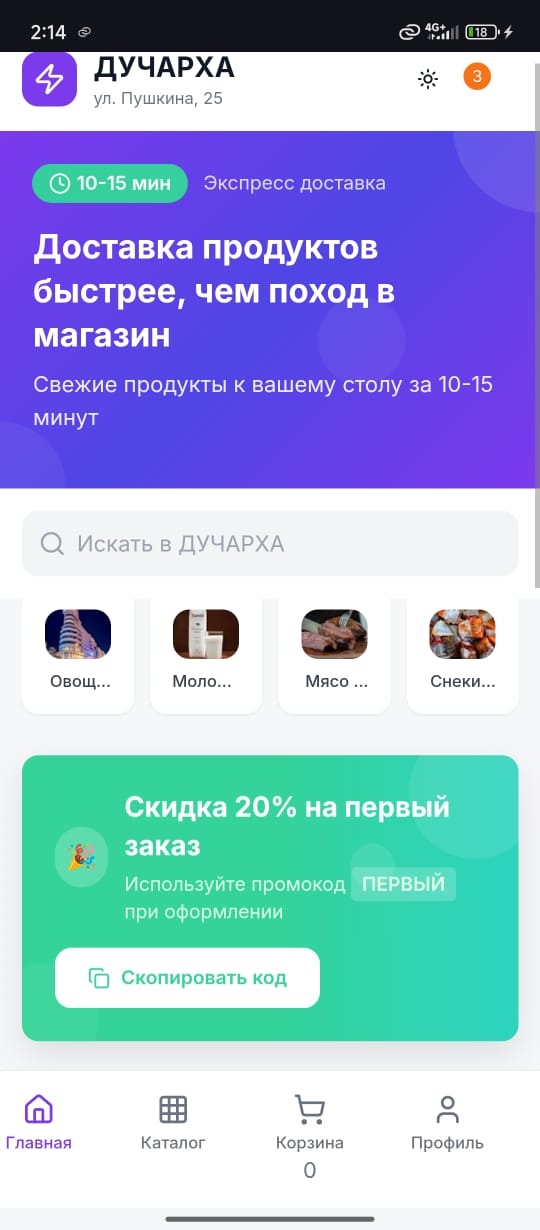 2:14
4G+
18
ДУЧАРХА
ул. Пушкина, 25
3
10-15 мин Экспресс доставка
Доставка продуктов
быстрее, чем поход в
магазин
Свежие продукты к вашему столу за 10-15
минут
Искать в ДУЧАРХА
Овощ... Моло... Мясо ... Снеки...
Скидка 20% на первый
заказ
Используйте промокод ПЕРВЫЙ
при оформлении
Скопировать код
Главная Каталог Корзина Профиль
0